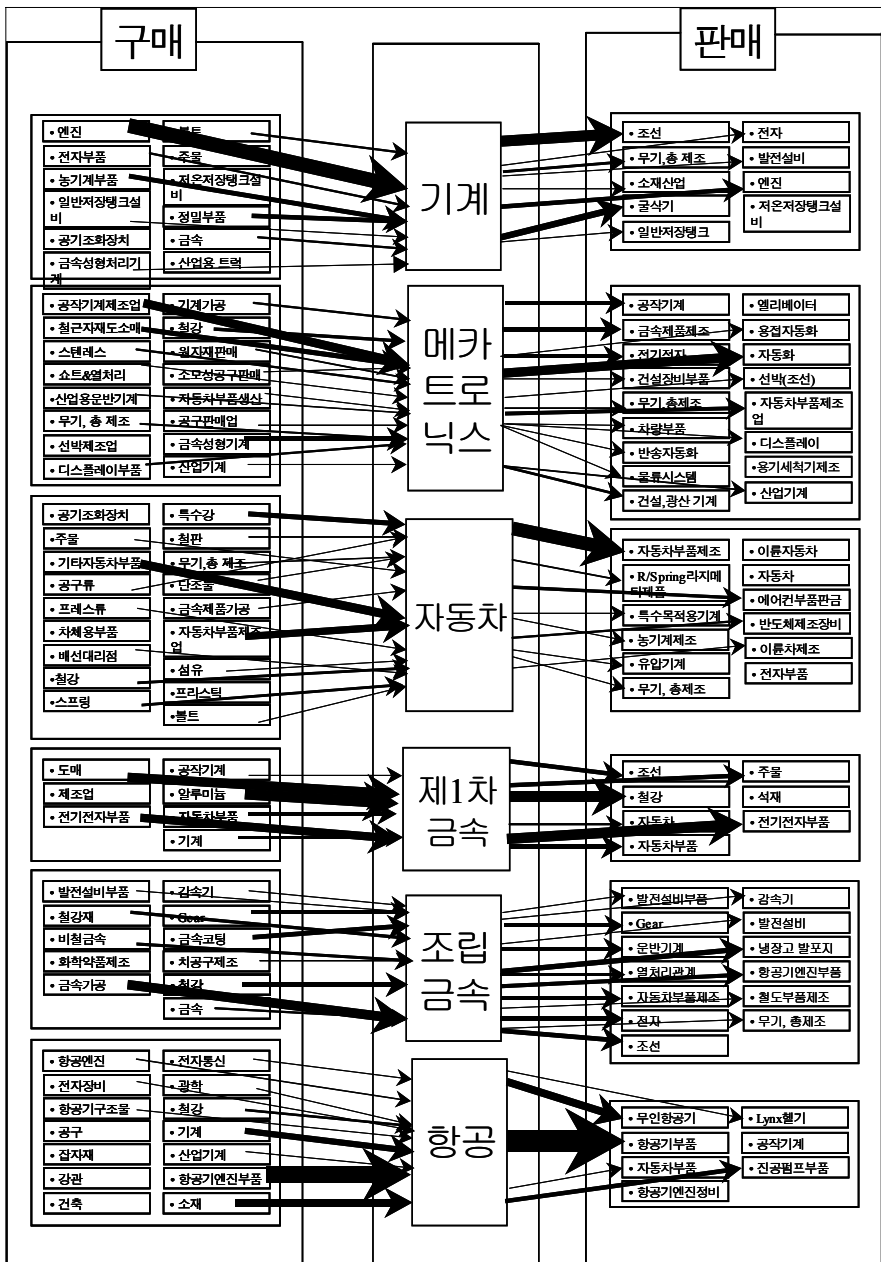 구매
판매
• 엔진
• 볼트
• 전자부품
• 주물
• 농기계부품
• 저온저장탱크설비
• 일반저장탱크설비
• 정밀부품
• 공기조화장치
• 금속
• 금속성형처리기계
• 산업용 트럭
기계
• 조선
• 전자
• 무기,총 제조
• 발전설비
• 소재산업
• 엔진
• 굴삭기
• 저온저장탱크설비
• 일반저장탱크
• 공작기계제조업
• 기계가공
• 철근자재도소매
• 철강
• 스텐레스
• 원자재판매
• 쇼트&열처리
• 소모성공구판매
•산업용운반기계
• 자동차부품생산
• 무기, 총 제조
• 공구판매업
• 선박제조업
• 금속성형기계
• 디스플레이부품
• 산업기계
메카
트로
닉스
• 공작기계
• 엘리베이터
• 금속제품제조
• 용접자동화
• 전기전자
• 자동화
• 건설장비부품
• 선박(조선)
• 무기,총제조
• 자동차부품제조업
• 차량부품
• 디스플레이
• 반송자동화
•용기세척기제조
• 물류시스템
• 산업기계
• 건설,광산 기계
• 공기조화장치
• 특수강
•주물
• 철판
• 기타자동차부품
• 무기,총 제조
• 공구류
• 단조물
• 프레스류
• 금속제품가공
• 차체용부품
• 자동차부품제조업
• 배선대리점
• 섬유
•철강
•프리스틱
•스프링
•볼트
자동차
• 자동차부품제조
• 이륜자동차
• R/Spring라지메티제품
• 자동차
• 특수목적용기계
• 에어컨부품판금
• 농기계제조
• 반도체제조장비
• 유압기계
• 이륜차제조
• 무기, 총제조
• 전자부품
• 도매
• 공작기계
• 제조업
• 알루미늄
• 전기전자부품
• 자동차부품
• 기계
제1차
금속
• 조선
• 주물
• 철강
• 석재
• 자동차
• 전기전자부품
• 자동차부품
• 발전설비부품
• 감속기
• 철강재
• Gear
• 비철금속
• 금속코팅
• 화학약품제조
• 치공구제조
• 금속가공
• 철강
• 금속
조립
금속
• 발전설비부품
• 감속기
• Gear
• 발전설비
• 운반기계
• 냉장고 발포지
• 열처리관계
• 항공기엔진부품
• 자동차부품제조
• 철도부품제조
• 전자
• 무기, 총제조
• 조선
• 항공엔진
• 전자통신
• 전자장비
• 광학
• 항공기구조물
• 철강
• 공구
• 기계
• 잡자재
• 산업기계
• 강관
• 항공기엔진부품
• 건축
• 소재
항공
• 무인항공기
• Lynx헬기
• 항공기부품
• 공작기계
• 자동차부품
• 진공펌프부품
• 항공기엔진정비